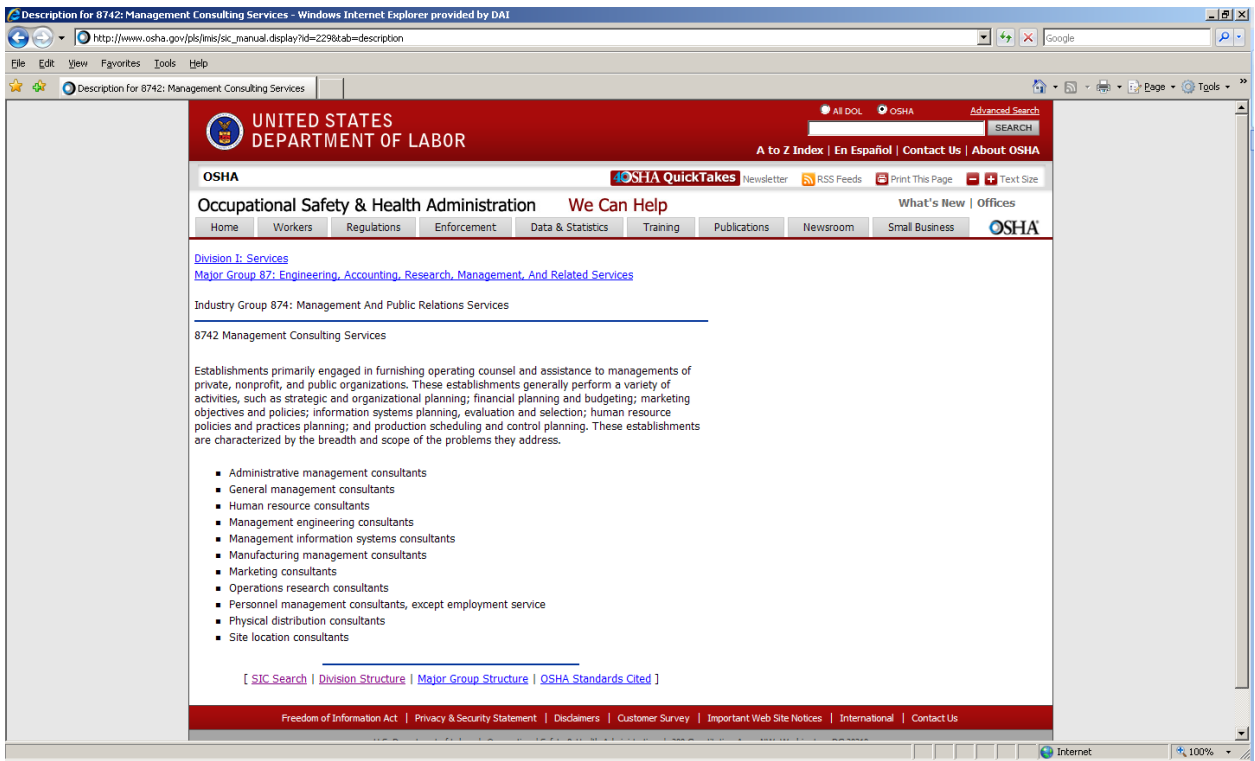 Description for 8742: Management Consulting Services - Windows Internet Explorer provided by DAI
http://www.osha.gov/pls/imis/sic_manual.display?id=229&tab=description
Google
File Edit View Favorites Tools Help
Description for 8742: Management Consulting Services
Page Tools
UNITED STATES
DEPARTMENT OF LABOR
All DOL OSHA Advanced Search
SEARCH
A to Z Index | En Español | Contact Us | About OSHA
OSHA
40SHA QuickTakes Newsletter RSS Feeds Print This Page Text Size
Occupational Safety & Health Administration We Can Help
What's New | Offices
Home Workers Regulations Enforcement Data & Statistics Training Publications Newsroom Small Business OSHA
Division I: Services
Major Group 87: Engineering, Accounting, Research, Management, And Related Services
Industry Group 874: Management And Public Relations Services
8742 Management Consulting Services
Establishments primarily engaged in furnishing operating counsel and assistance to managements of
private, nonprofit, and public organizations. These establishments generally perform a variety of
activities, such as strategic and organizational planning; financial planning and budgeting; marketing
objectives and policies; information systems planning, evaluation and selection; human resource
policies and practices planning; and production scheduling and control planning. These establishments
are characterized by the breadth and scope of the problems they address.
Administrative management consultants
General management consultants
Human resource consultants
Management engineering consultants
Management information systems consultants
Manufacturing management consultants
Marketing consultants
Operations research consultants
Personnel management consultants, except employment service
Physical distribution consultants
Site location consultants
[ SIC Search | Division Structure | Major Group Structure | OSHA Standards Cited ]
Freedom of Information Act | Privacy & Security Statement | Disclaimers | Customer Survey | Important Web Site Notices | International | Contact Us
Internet 100%